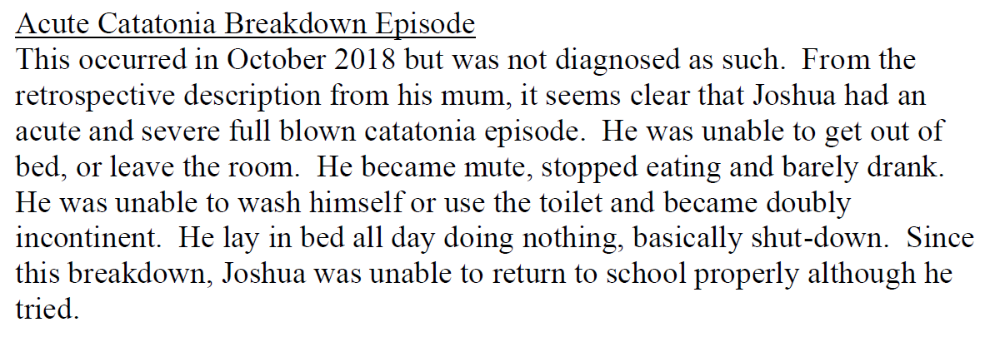 Acute Catatonia Breakdown Episode
This occurred in October 2018 but was not diagnosed as such.  From the
retrospective description from his mum, it seems clear that Joshua had an
acute and severe full blown catatonia episode.  He was unable to get out of
bed, or leave the room.  He became mute, stopped eating and barely drank.
He was unable to wash himself or use the toilet and became doubly
incontinent.  He lay in bed all day doing nothing, basically shut-down.  Since
this breakdown, Joshua was unable to return to school properly although he
tried.